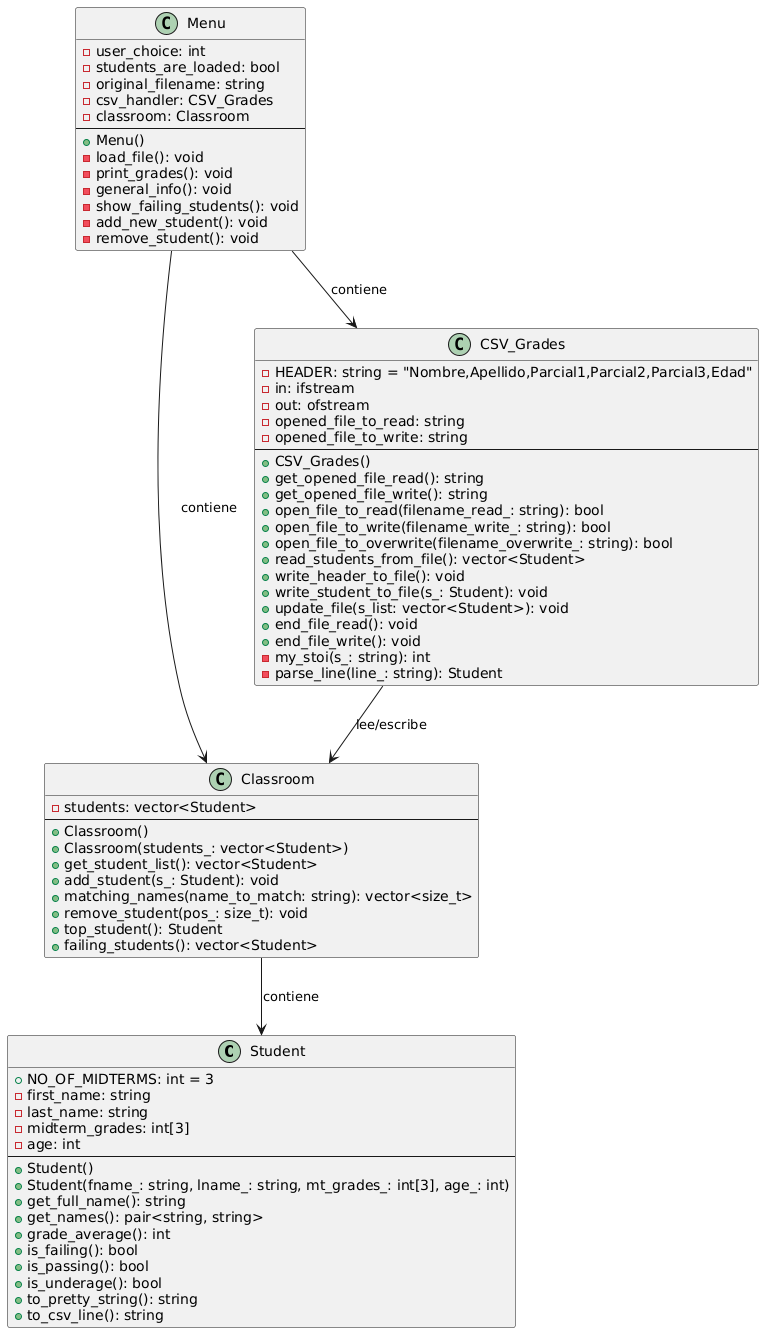 C Menu
user_choice: int
students_are_loaded: bool
original_filename: string
csv_handler: CSV_Grades
classroom: Classroom
Menu()
load_file(): void
print_grades(): void
general_info(): void
show_failing_students(): void
add_new_student(): void
remove_student(): void
contiene
C CSV_Grades
HEADER: string = "Nombre,Apellido,Parcial1,Parcial2,Parcial3,Edad"
in: ifstream
out: ofstream
opened_file_to_read: string
opened_file_to_write: string
CSV_Grades()
get_opened_file_read(): string
get_opened_file_write(): string
open_file_to_read(filename_read_: string): bool
open_file_to_write(filename_write_: string): bool
open_file_to_overwrite(filename_overwrite_: string): bool
read_students_from_file(): vector<Student>
write_header_to_file(): void
write_student_to_file(s_: Student): void
update_file(s_list: vector<Student>): void
end_file_read(): void
end_file_write(): void
my_stoi(s_: string): int
parse_line(line_: string): Student
contiene
lee/escribe
C Classroom
students: vector<Student>
Classroom()
Classroom(students_: vector<Student>)
get_student_list(): vector<Student>
add_student(s_: Student): void
matching_names(name_to_match: string): vector<size_t>
remove_student(pos_: size_t): void
top_student(): Student
failing_students(): vector<Student>
contiene
C Student
NO_OF_MIDTERMS: int = 3
first_name: string
last_name: string
midterm_grades: int[3]
age: int
Student()
Student(fname_: string, lname_: string, mt_grades_: int[3], age_: int)
get_full_name(): string
get_names(): pair<string, string>
grade_average(): int
is_failing(): bool
is_passing(): bool
is_underage(): bool
to_pretty_string(): string
to_csv_line(): string